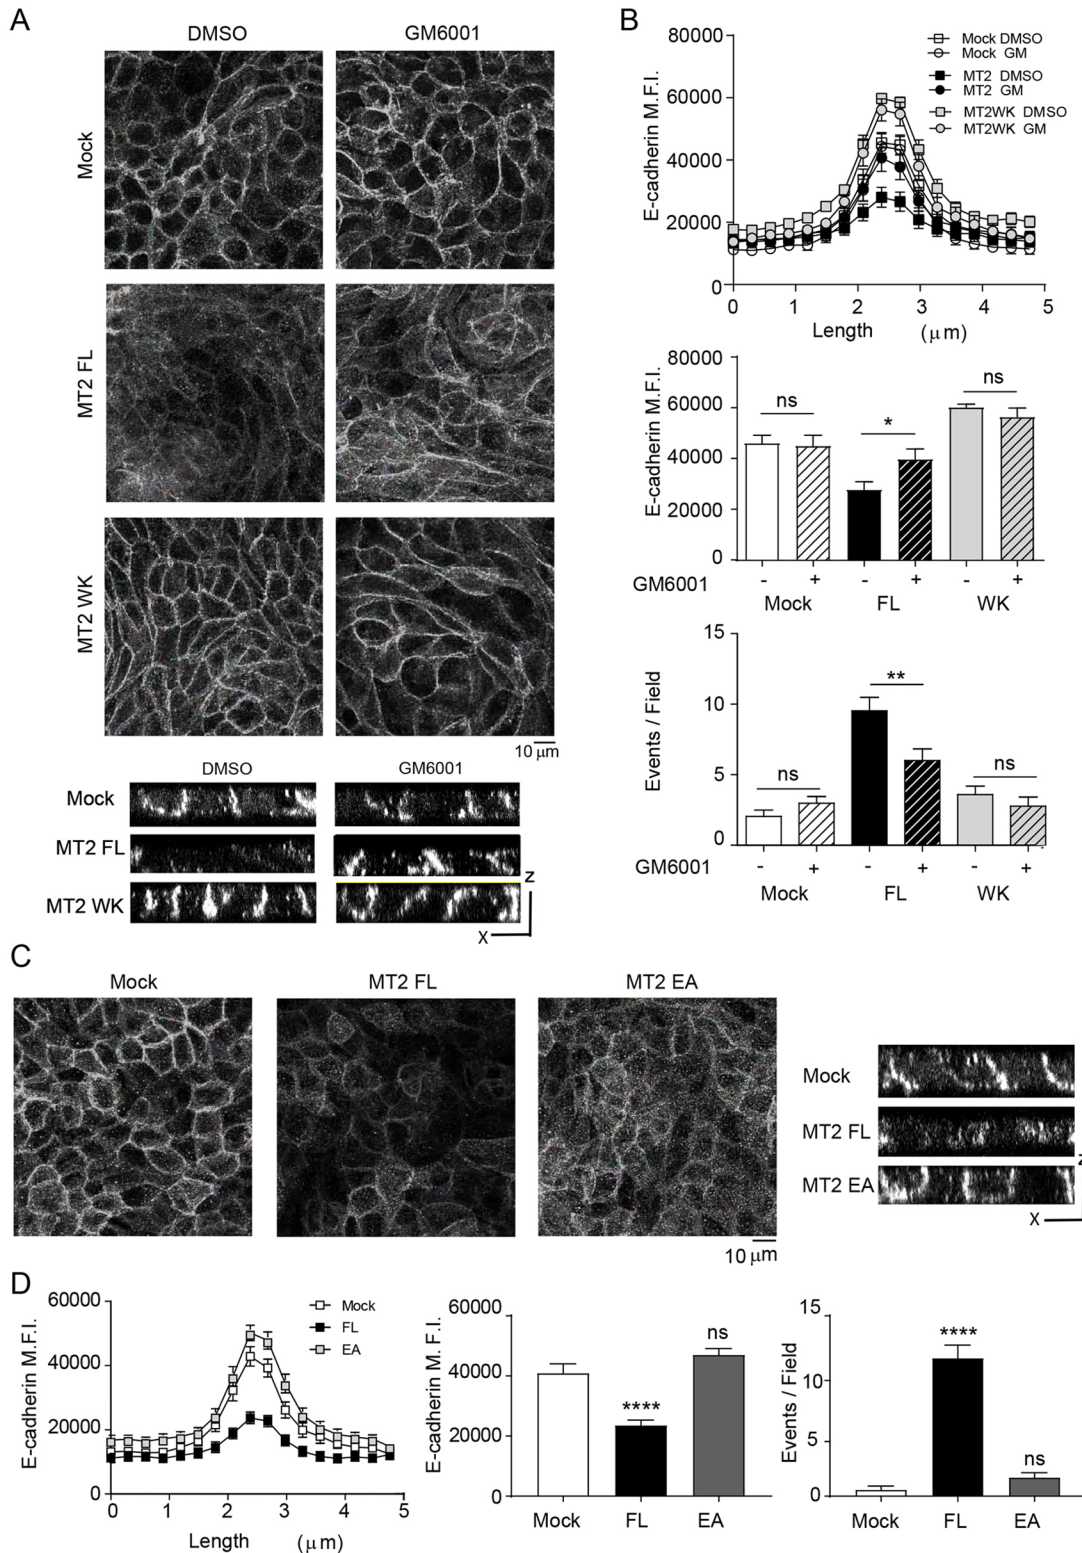 A
DMSO
GM6001
Mock
MT2 FL
MT2 WK
10 μm
DMSO
GM6001
Mock
MT2 FL
MT2 WK
z
x
B
80000
60000
40000
20000
0
E-cadherin M.F.I.
Mock DMSO
Mock GM
MT2 DMSO
MT2 GM
MT2WK DMSO
MT2WK GM
0 1 2 3 4 5
Length (μm)
80000
60000
40000
20000
0
E-cadherin M.F.I.
ns
*
ns
GM6001 - + - + - +
Mock FL WK
15
10
5
0
Events / Field
ns
**
ns
GM6001 - + - + - +
Mock FL WK
C
Mock
MT2 FL
MT2 EA
10 μm
Mock
MT2 FL
MT2 EA
z
x
D
60000
40000
20000
0
E-cadherin M.F.I.
Mock
FL
EA
0 1 2 3 4 5
Length (μm)
60000
40000
20000
0
E-cadherin M. F.I.
****
ns
Mock FL EA
15
10
5
0
Events / Field
****
ns
Mock FL EA